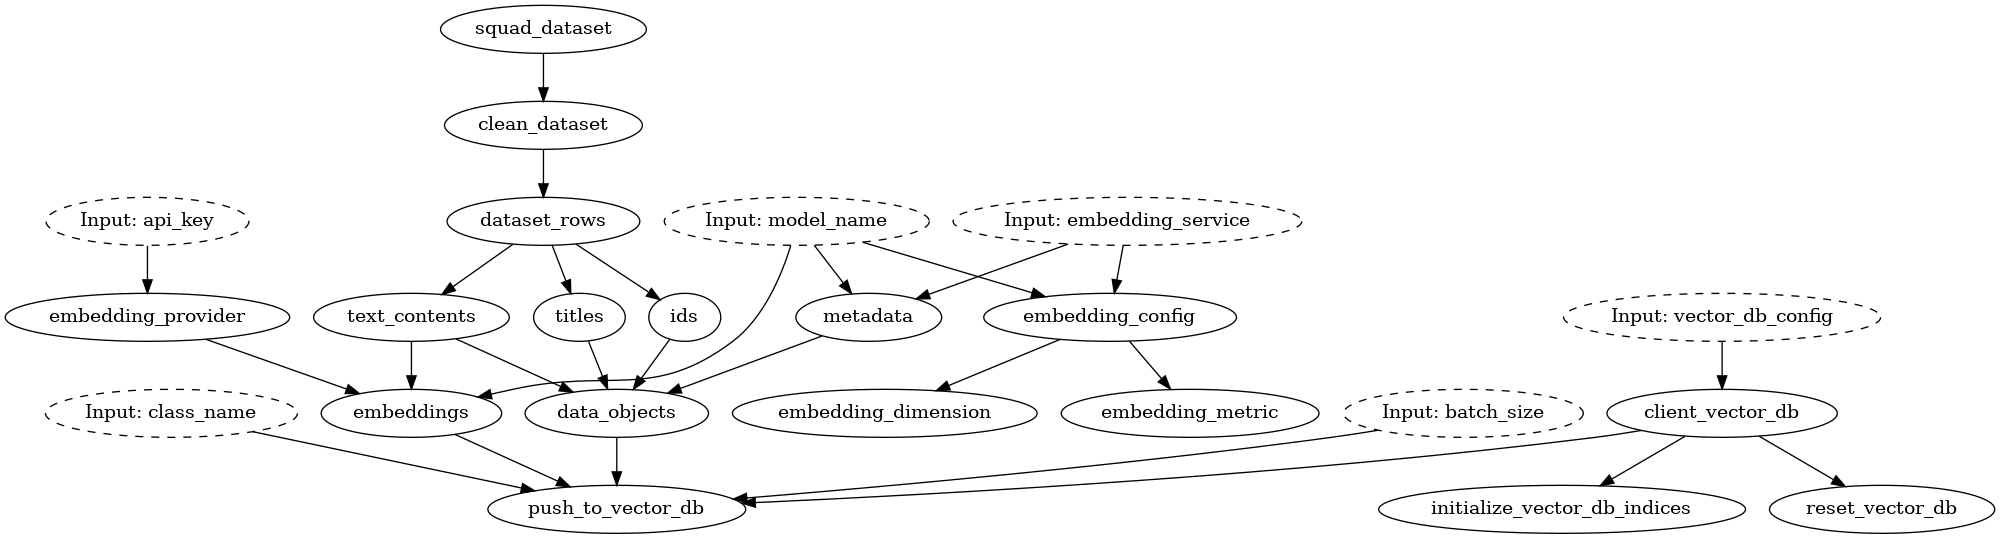 squad_dataset
clean_dataset
Input: api_key
dataset_rows
Input: model_name
Input: embedding_service
embedding_provider
text_contents
titles
ids
metadata
embedding_config
Input: vector_db_config
Input: class_name
embeddings
data_objects
embedding_dimension
embedding_metric
Input: batch_size
client_vector_db
push_to_vector_db
initialize_vector_db_indices
reset_vector_db